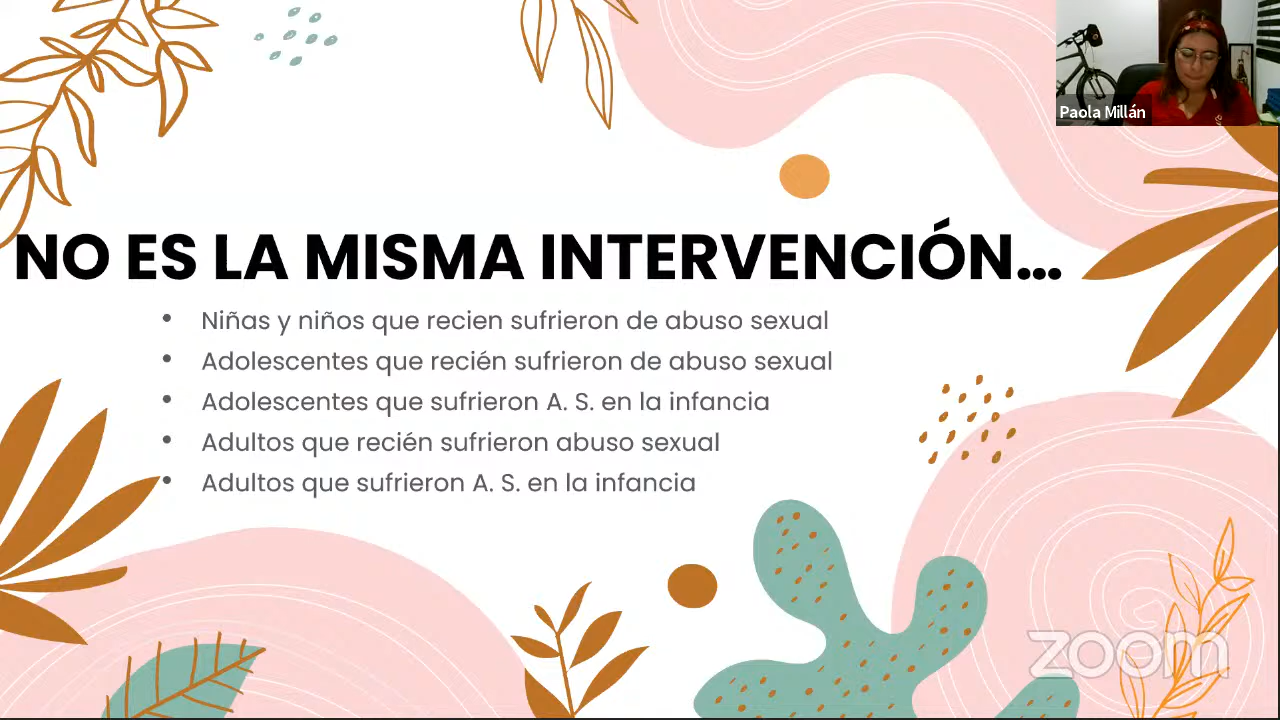 Paola Millán
NO ES LA MISMA INTERVENCIÓN...
• Niñas y niños que recien sufrieron de abuso sexual
• Adolescentes que recién sufrieron de abuso sexual
• Adolescentes que sufrieron A. S. en la infancia
• Adultos que recién sufrieron abuso sexual
• Adultos que sufrieron A. S. en la infancia
zoom